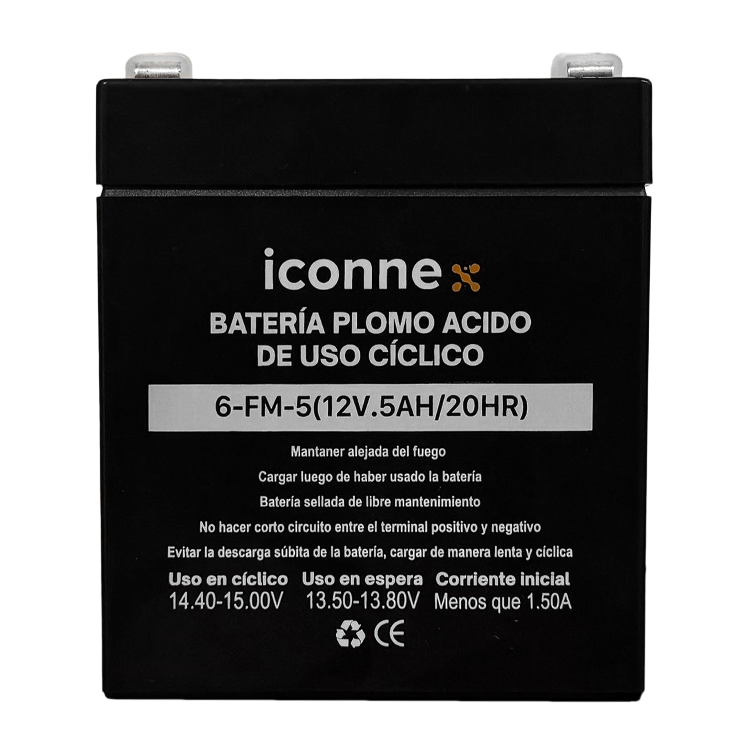 iconnex
BATERÍA PLOMO ACIDO
DE USO CÍCLICO
6-FM-5(12V.5AH/20HR)
Mantaner alejada del fuego
Cargar luego de haber usado la batería
Batería sellada de libre mantenimiento
No hacer corto circuito entre el terminal positivo y negativo
Evitar la descarga súbita de la batería, cargar de manera lenta y cíclica
Uso en cíclico Uso en espera Corriente inicial
14.40-15.00V 13.50-13.80V Menos que 1.50A
CE